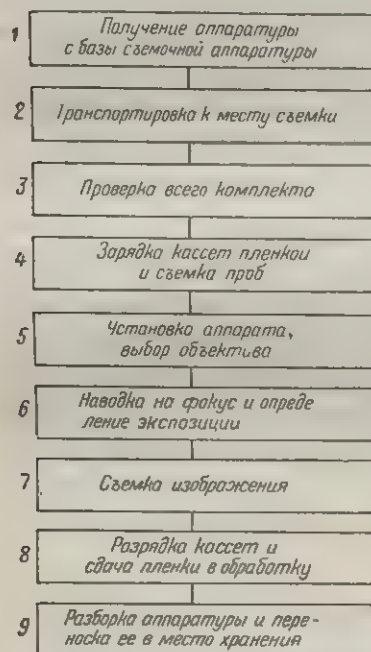 1
Получение аппаратуры
с базы съемочной аппаратуры
2
Транспортировка к месту съемки
3
Проверка всего комплекта
4
Зарядка кассет пленкой
и съемка проб
5
Установка аппарата,
выбор объектива
6
Наводка на фокус и опреде
ление экспозиции
7
Съемка изображения
8
Разрядка кассет и
сдача пленки в обработку
9
Разборка аппаратуры и пере-
носка ее в место хранения